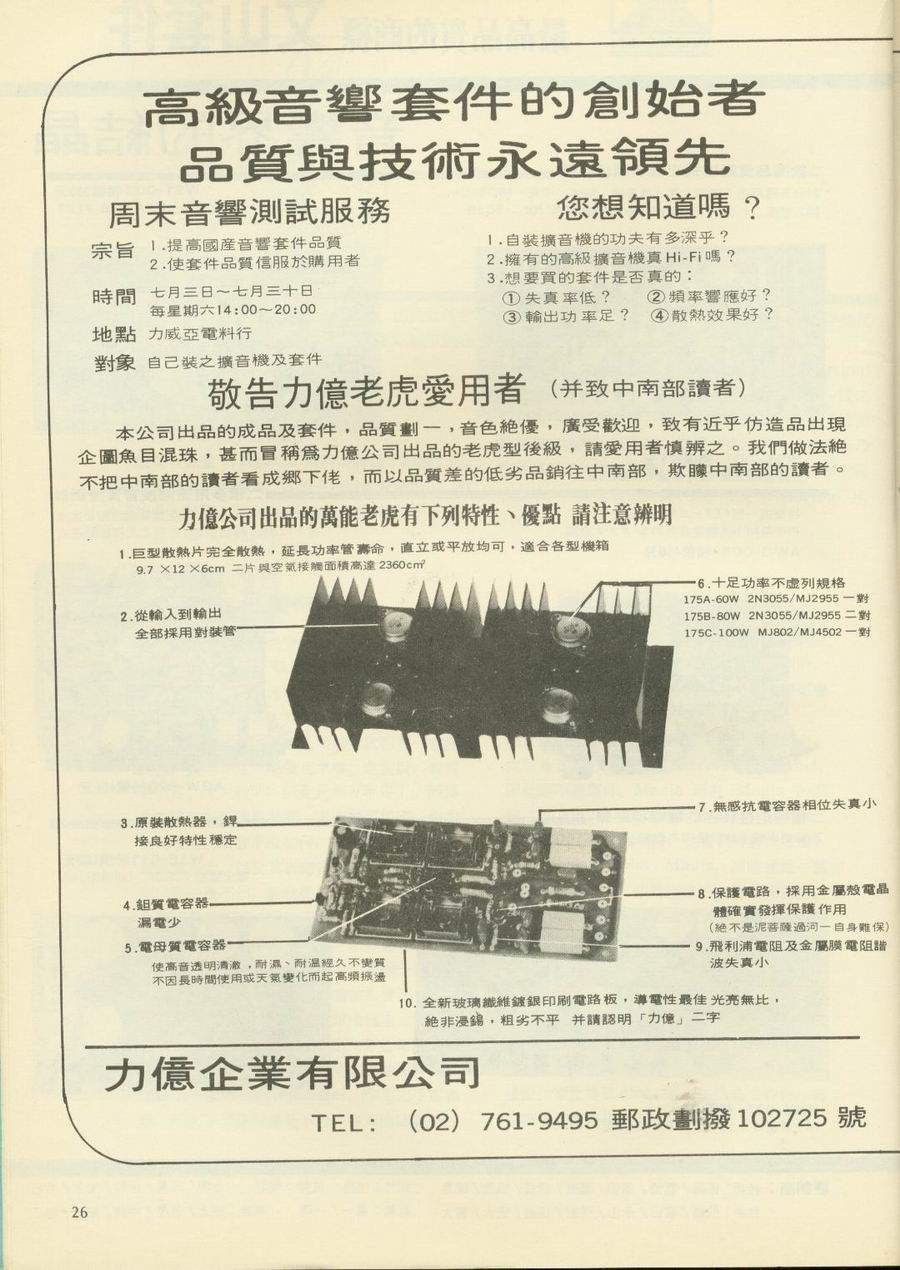 高級音響套件的創始者
品質與技術永遠領先
周末音響測試服務
宗旨 1.提高國産音響套件品質
2.使套件品質信服於購用者
時間 七月三日～七月三十日
每星期六14:00～20:00
地點 力威亞電料行
對象 自己裝之擴音機及套件
您想知道嗎？
1.自裝擴音機的功夫有多深乎？
2.擁有的高級擴音機真Hi-Fi嗎？
3.想要買的套件是否真的：
①失真率低？ ②頻率響應好？
③輸出功率足？ ④散熱效果好？
敬告力億老虎愛用者（并致中南部讀者）
本公司出品的成品及套件，品質劃一，音色絶優，廣受歡迎，致有近乎仿造品出現
企圖魚目混珠，甚而冒稱爲力億公司出品的老虎型後級，請愛用者慎辨之。我們做法絶
不把中南部的讀者看成鄉下佬，而以品質差的低劣品銷往中南部，欺矇中南部的讀者。
力億公司出品的萬能老虎有下列特性、優點 請注意辨明
1.巨型散熱片完全散熱，延長功率管壽命，直立或平放均可，適合各型機箱
9.7×12×6cm 二片與空氣接觸面積高達2360cm²
2.從輸入到輸出
全部採用對裝管
6.十足功率不虛列規格
175A-60W 2N3055/MJ2955 一對
175B-80W 2N3055/MJ2955 二對
175C-100W MJ802/MJ4502 一對
3.原裝散熱器，銲
接良好特性穩定
4.鉭質電容器
漏電少
5.電母質電容器
使高音透明清澈，耐濕、耐溫經久不變質
不因長時間使用或天氣變化而起高頻振盪
7.無感抗電容器相位失真小
8.保護電路，採用金屬殼電晶
體確實發揮保護作用
（絶不是泥菩薩過河一自身難保）
9.飛利浦電阻及金屬膜電阻諧
波失真小
10. 全新玻璃纖維鍍銀印刷電路板，導電性最佳光亮無比，
絶非浸錫，粗劣不平 并請認明「力億」二字
力億企業有限公司
TEL: （02）761-9495 郵政劃撥102725號
26